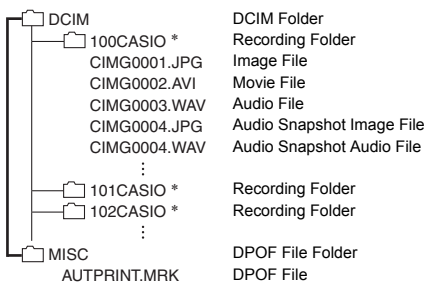 DCIM DCIM Folder
100CASIO * Recording Folder
CIMG0001.JPG Image File
CIMG0002.AVI Movie File
CIMG0003.WAV Audio File
CIMG0004.JPG Audio Snapshot Image File
CIMG0004.WAV Audio Snapshot Audio File
⋮
101CASIO * Recording Folder
102CASIO * Recording Folder
⋮
MISC DPOF File Folder
AUTPRINT.MRK DPOF File